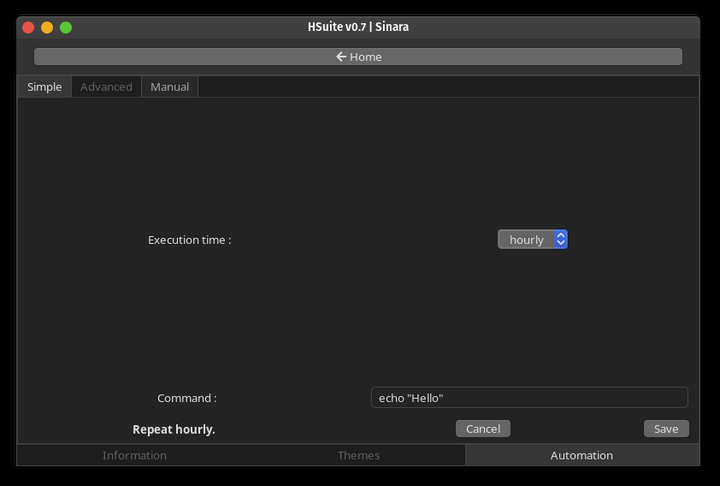 HSuite v0.7 | Sinara
← Home
Simple Advanced Manual
Execution time : hourly
Command : echo "Hello"
Repeat hourly. Cancel Save
Information Themes Automation